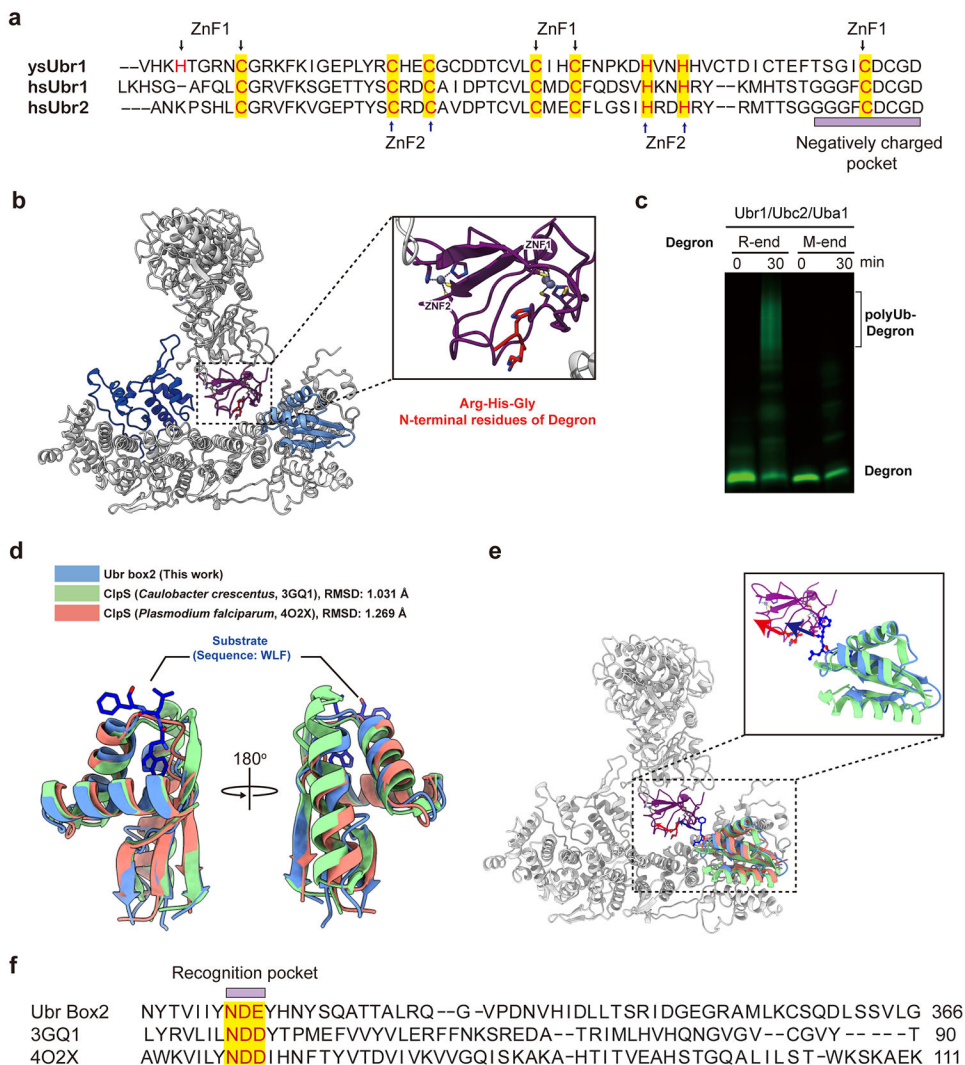 a
ZnF1 ZnF1 ZnF1
ysUbr1 --VHKHTGRNCGRKFKIGEPLYRCHECGCDDTCVLCIHCFNPKDHVNHHVCTDICTEFTSGICDCGD
hsUbr1 LKHSG-AFQLCGRVFKSGETTYSCRDCAIDPTCVLCMDCFQDSVHKNHRY--KMHTSTGGGFCDCGD
hsUbr2 --ANKPSHLCGRVFKVGEPTYSCRDCAVDPTCVLCMECFLGSIHRDHRY--RMTTSGGGGFCDCGD
ZnF2 ZnF2 Negatively charged
pocket
b
ZNF1
ZNF2
Arg-His-Gly
N-terminal residues of Degron
c
Ubr1/Ubc2/Uba1
Degron R-end M-end
0 30 0 30 min
polyUb-
Degron
Degron
d
Ubr box2 (This work)
ClpS (Caulobacter crescentus, 3GQ1), RMSD: 1.031 Å
ClpS (Plasmodium falciparum, 4O2X), RMSD: 1.269 Å
Substrate
(Sequence: WLF)
180º
e
f
Recognition pocket
Ubr Box2 NYTVIIYNDEYHNYSQATTALRQ--G-VPDNVHIDLLTSRIDGEGRAMLKCSQDLSSVLG 366
3GQ1 LYRVLILNDDYTPMEFVVYVLERFFNKSREDA--TRIMLHVHQNGVGV--CGVY----T 90
4O2X AWKVILYNDDIHNFTYVTDVIVKVVGQISKAKA-HTITVEAHSTGQALILST-WKSKAEK 111